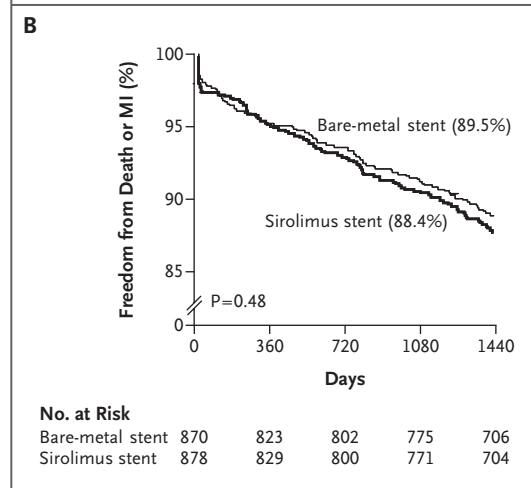 B
Freedom from Death or MI (%)
100
95
90
85
0
Bare-metal stent (89.5%)
Sirolimus stent (88.4%)
P=0.48
0 360 720 1080 1440
Days
No. at Risk
Bare-metal stent 870 823 802 775 706
Sirolimus stent 878 829 800 771 704